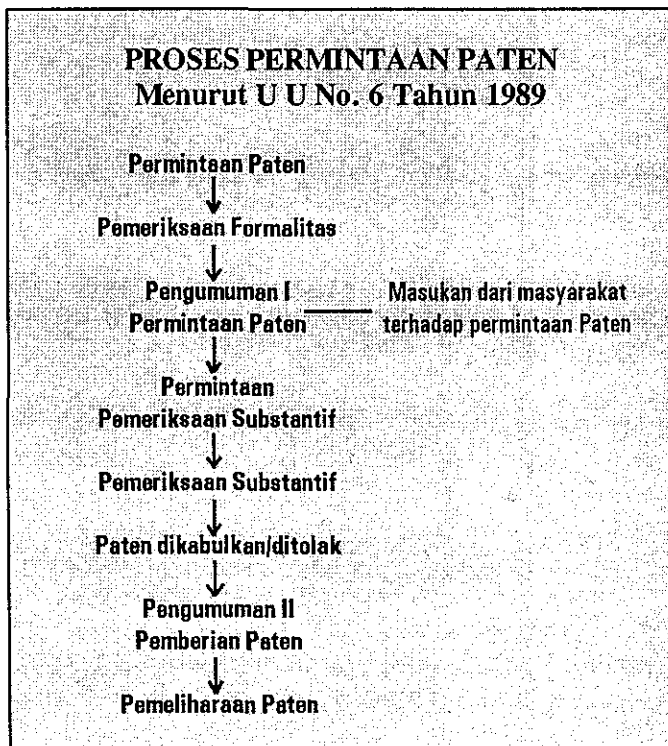 PROSES PERMINTAAN PATEN
Menurut U U No. 6 Tahun 1989
Permintaan Paten
Pemeriksaan Formalitas
Pengumuman I
Permintaan Paten
Masukan dari masyarakat
terhadap permintaan Paten
Permintaan
Pemeriksaan Substantif
Pemeriksaan Substantif
Paten dikabulkan/ditolak
Pengumuman II
Pemberian Paten
Pemeliharaan Paten